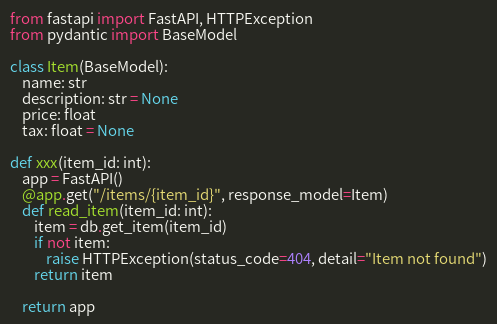 from fastapi import FastAPI, HTTPException
from pydantic import BaseModel

class Item(BaseModel):
    name: str
    description: str = None
    price: float
    tax: float = None

def xxx(item_id: int):
    app = FastAPI()
    @app.get("/items/{item_id}", response_model=Item)
    def read_item(item_id: int):
        item = db.get_item(item_id)
        if not item:
            raise HTTPException(status_code=404, detail="Item not found")
        return item

    return app